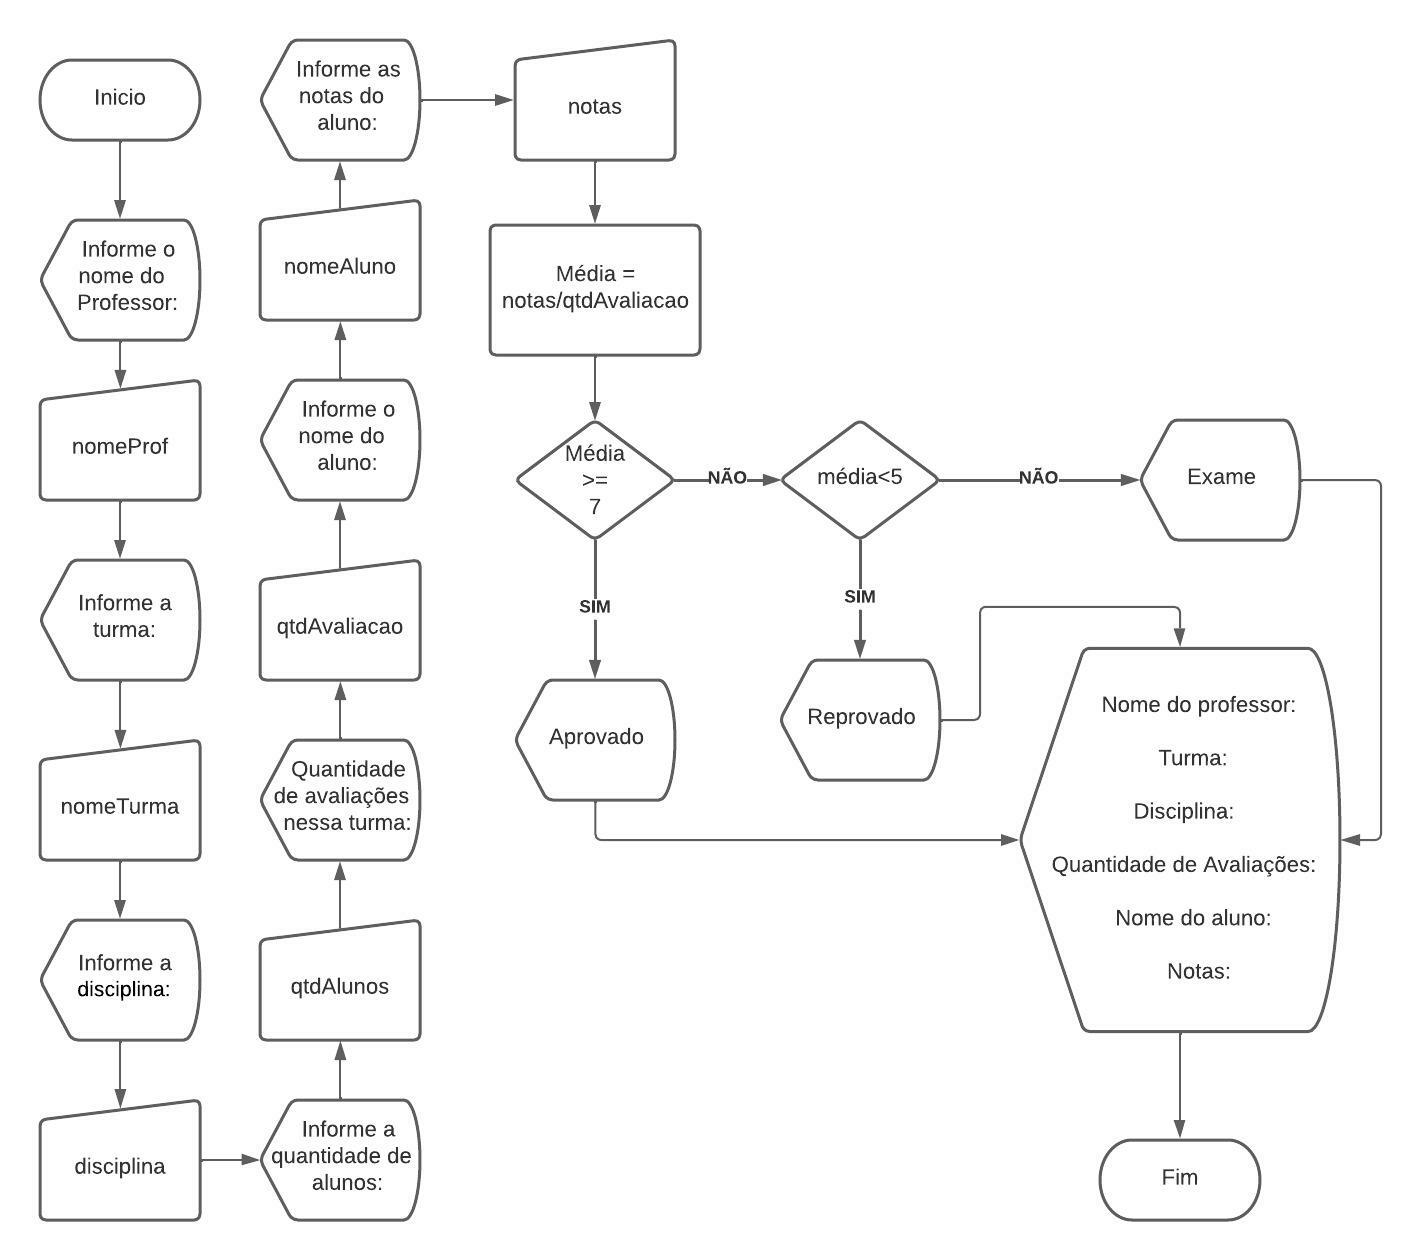 Inicio
Informe o
nome do
Professor:
nomeProf
Informe a
turma:
nomeTurma
Informe a
disciplina:
disciplina
Informe a
quantidade de
alunos:
qtdAlunos
Quantidade
de avaliações
nessa turma:
qtdAvaliacao
Informe o
nome do
aluno:
nomeAluno
Informe as
notas do
aluno:
notas
Média =
notas/qtdAvaliacao
Média
>=
7
NÃO
média<5
NÃO
Exame
SIM
SIM
Aprovado
Reprovado
Nome do professor:
Turma:
Disciplina:
Quantidade de Avaliações:
Nome do aluno:
Notas:
Fim